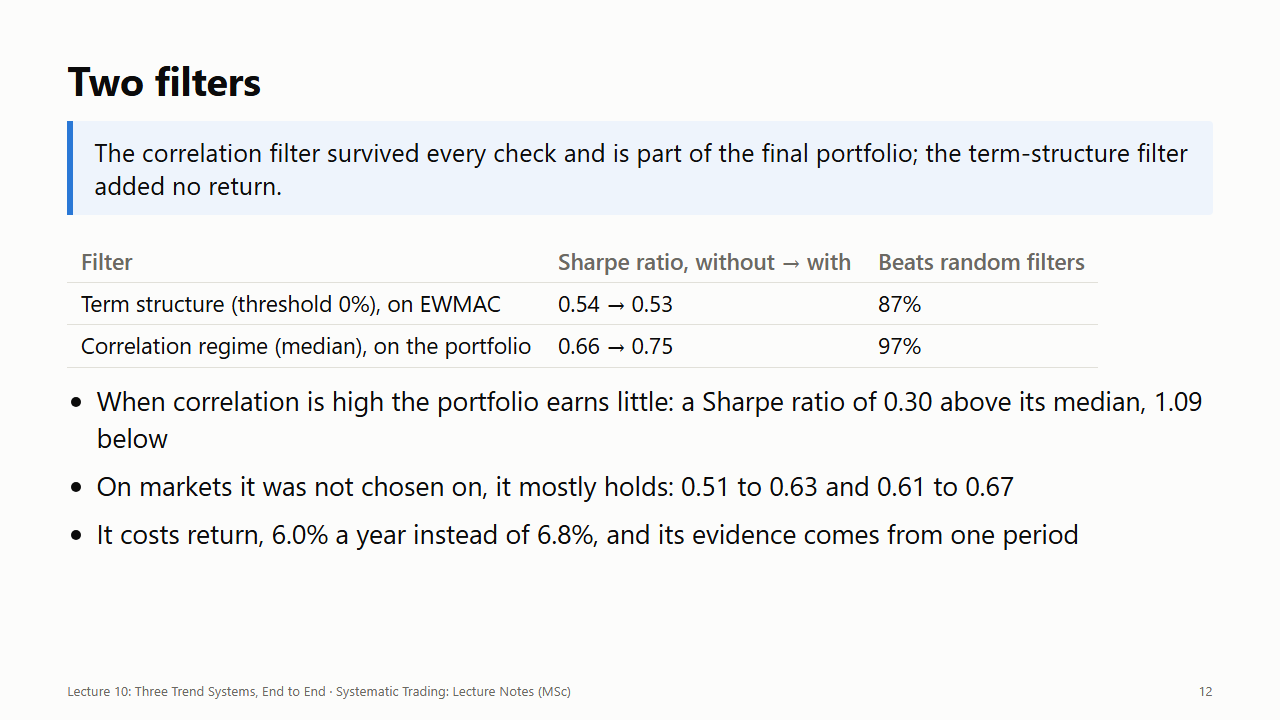 Two filters
The correlation filter survived every check and is part of the final portfolio; the term-structure filter
added no return.
Filter Sharpe ratio, without → with Beats random filters
Term structure (threshold 0%), on EWMAC 0.54 → 0.53 87%
Correlation regime (median), on the portfolio 0.66 → 0.75 97%
• When correlation is high the portfolio earns little: a Sharpe ratio of 0.30 above its median, 1.09
below
• On markets it was not chosen on, it mostly holds: 0.51 to 0.63 and 0.61 to 0.67
• It costs return, 6.0% a year instead of 6.8%, and its evidence comes from one period
Lecture 10: Three Trend Systems, End to End · Systematic Trading: Lecture Notes (MSc) 12